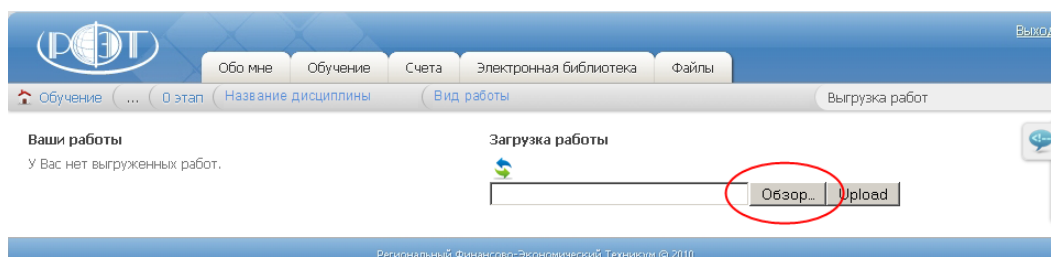 РФЭТ
Выход
Обо мне Обучение Счета Электронная библиотека Файлы
Обучение ... 0 этап Название дисциплины Вид работы Выгрузка работ
Ваши работы Загрузка работы
У Вас нет выгруженных работ.
Обзор... Upload
Региональный Финансово-Экономический Техникум @ 2010